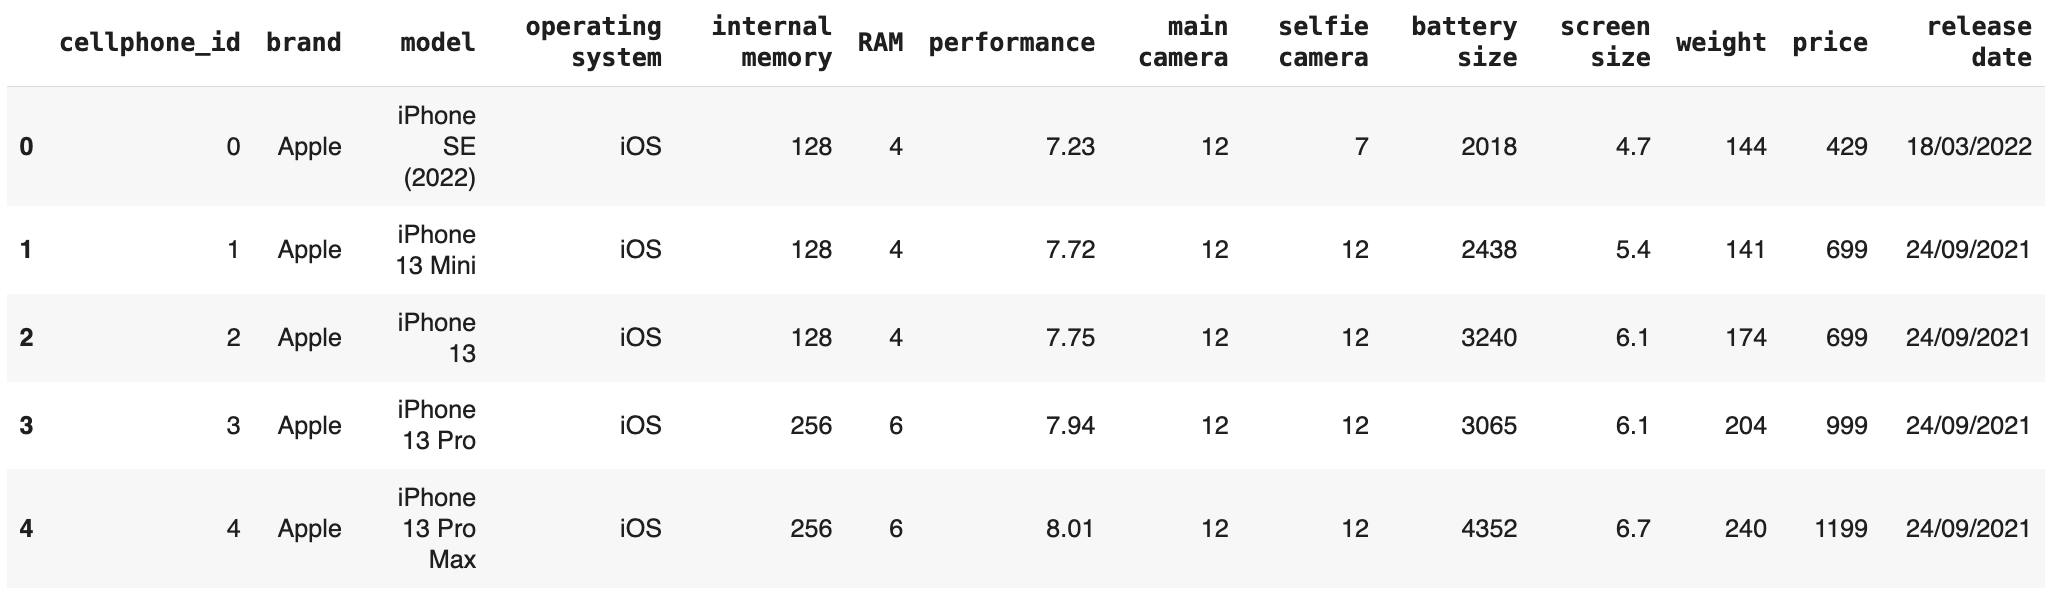 cellphone_id brand model operating system internal memory RAM performance main camera selfie camera battery size screen size weight price release date
0 0 Apple iPhone SE (2022) iOS 128 4 7.23 12 7 2018 4.7 144 429 18/03/2022
1 1 Apple iPhone 13 Mini iOS 128 4 7.72 12 12 2438 5.4 141 699 24/09/2021
2 2 Apple iPhone 13 iOS 128 4 7.75 12 12 3240 6.1 174 699 24/09/2021
3 3 Apple iPhone 13 Pro iOS 256 6 7.94 12 12 3065 6.1 204 999 24/09/2021
4 4 Apple iPhone 13 Pro Max iOS 256 6 8.01 12 12 4352 6.7 240 1199 24/09/2021